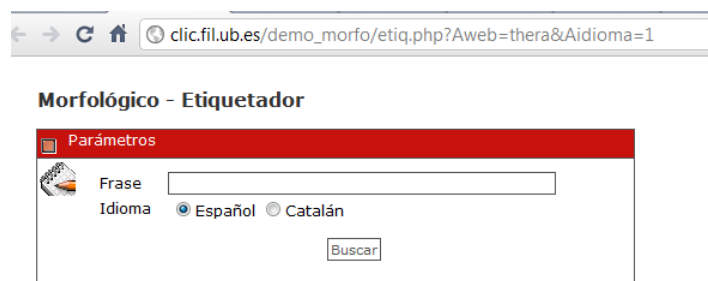 clic.fil.ub.es/demo_morfo/etiq.php?Aweb=thera&Aidioma=1
Morfológico - Etiquetador
Parámetros
Frase
Idioma Español Catalán
Buscar